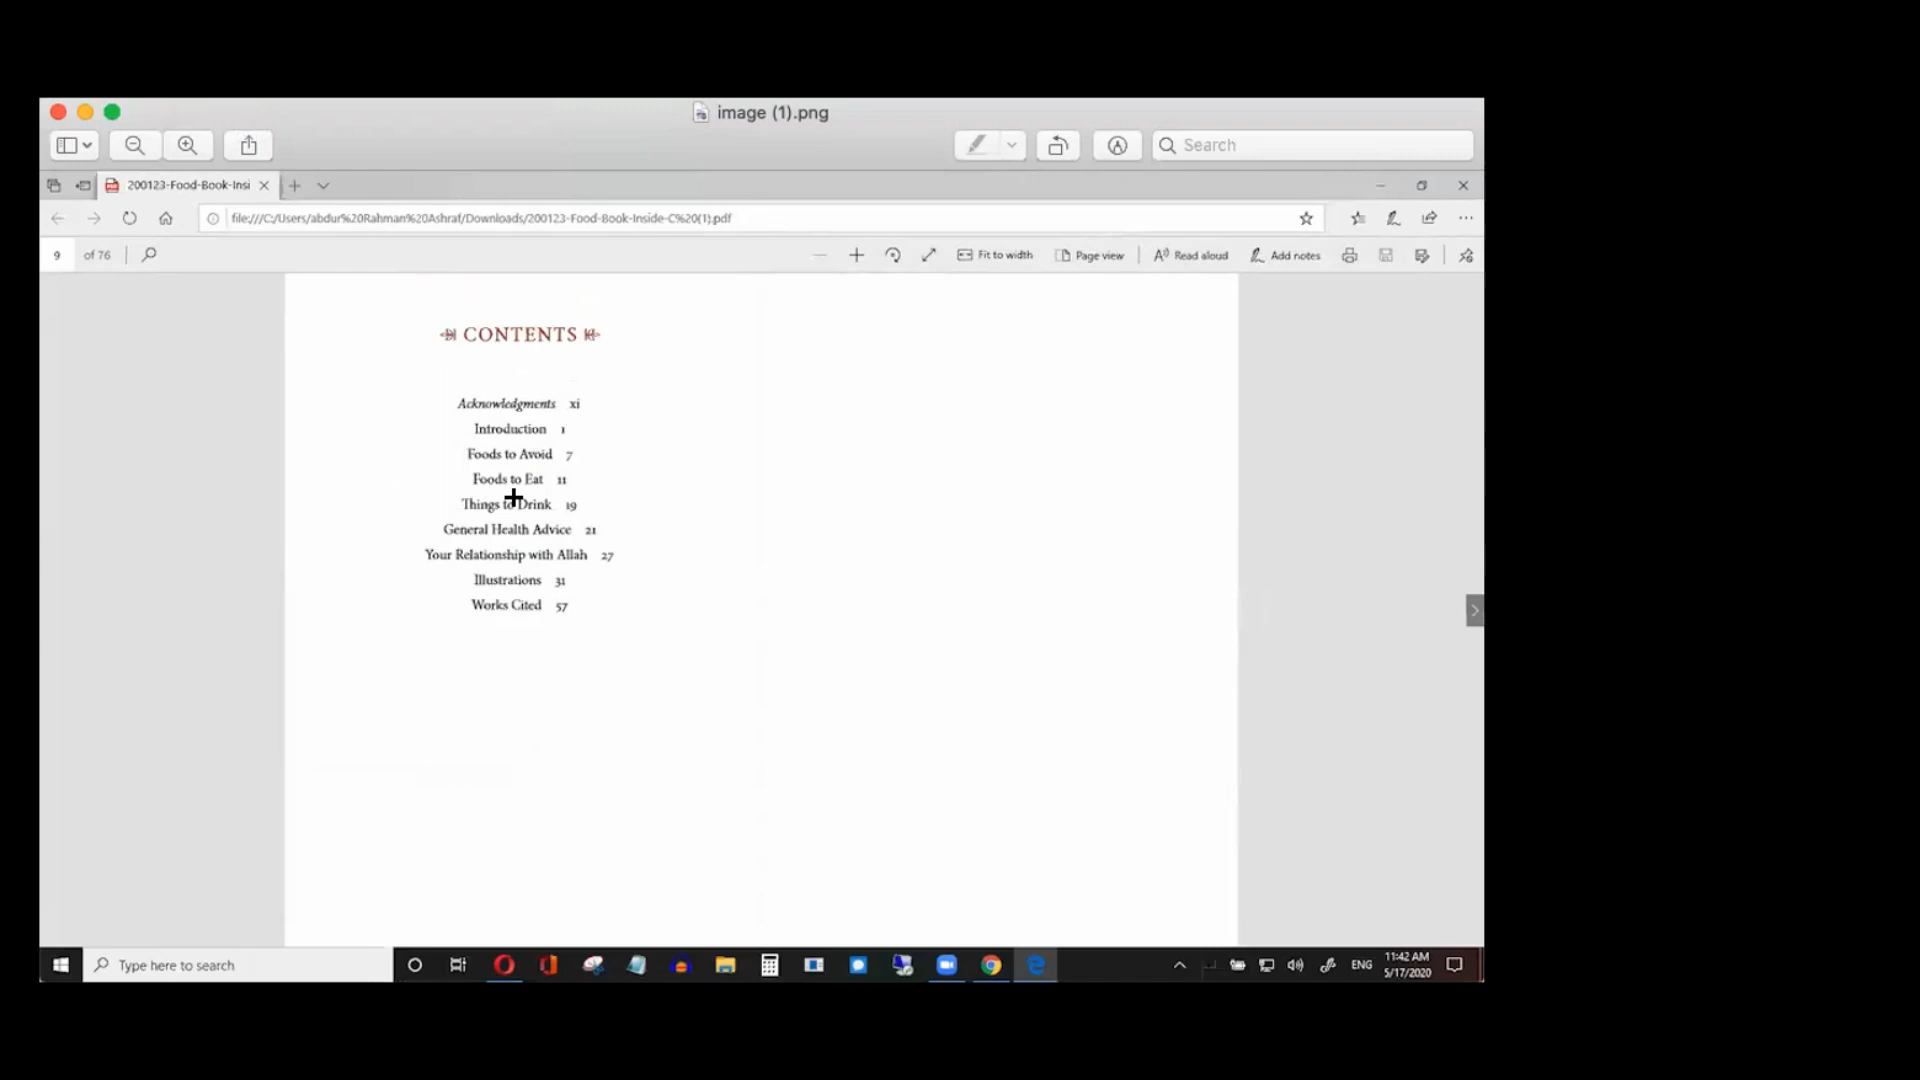 image (1).png
Search
200123-Food-Book-Insi
file:///C:/Users/abdur%20Rahman%20Ashraf/Downloads/200123-Food-Book-Inside-C%20(1).pdf
9 of 76 Fit to width Page view Read aloud Add notes
CONTENTS
Acknowledgments xi
Introduction 1
Foods to Avoid 7
Foods to Eat 11
Things to Drink 19
General Health Advice 21
Your Relationship with Allah 27
Illustrations 31
Works Cited 57
Type here to search
ENG
11:42 AM
5/17/2020